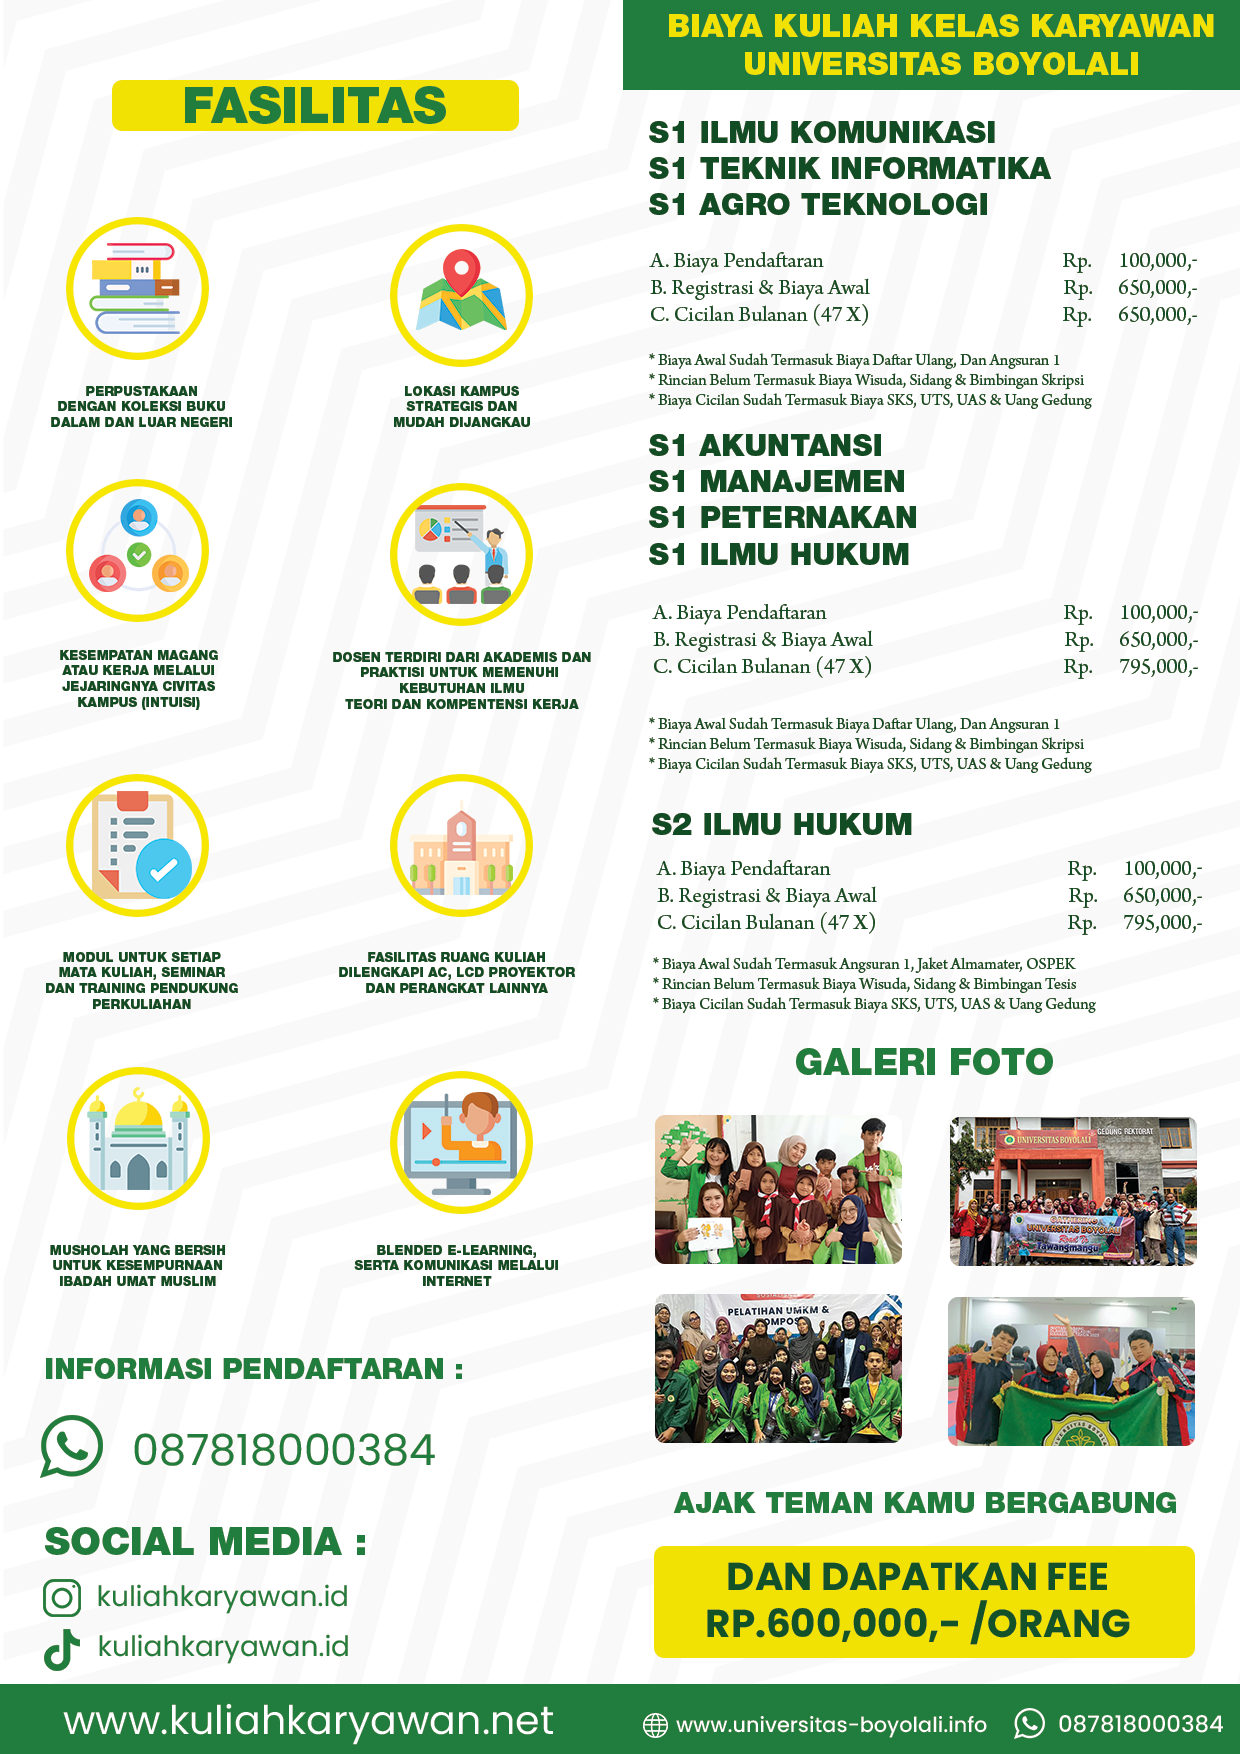 FASILITAS
PERPUSTAKAAN
DENGAN KOLEKSI BUKU
DALAM DAN LUAR NEGERI
LOKASI KAMPUS
STRATEGIS DAN
MUDAH DIJANGKAU
KESEMPATAN MAGANG
ATAU KERJA MELALUI
JEJARINGNYA CIVITAS
KAMPUS (INTUISI)
DOSEN TERDIRI DARI AKADEMIS DAN
PRAKTISI UNTUK MEMENUHI
KEBUTUHAN ILMU
TEORI DAN KOMPENTENSI KERJA
MODUL UNTUK SETIAP
MATA KULIAH, SEMINAR
DAN TRAINING PENDUKUNG
PERKULIAHAN
FASILITAS RUANG KULIAH
DILENGKAPI AC, LCD PROYEKTOR
DAN PERANGKAT LAINNYA
MUSHOLAH YANG BERSIH
UNTUK KESEMPURNAAN
IBADAH UMAT MUSLIM
BLENDED E-LEARNING,
SERTA KOMUNIKASI MELALUI
INTERNET
INFORMASI PENDAFTARAN :
087818000384
SOCIAL MEDIA :
kuliahkaryawan.id
kuliahkaryawan.id
BIAYA KULIAH KELAS KARYAWAN
UNIVERSITAS BOYOLALI
S1 ILMU KOMUNIKASI
S1 TEKNIK INFORMATIKA
S1 AGRO TEKNOLOGI
A. Biaya Pendaftaran Rp. 100,000,-
B. Registrasi & Biaya Awal Rp. 650,000,-
C. Cicilan Bulanan (47 X) Rp. 650,000,-
* Biaya Awal Sudah Termasuk Biaya Daftar Ulang, Dan Angsuran 1
* Rincian Belum Termasuk Biaya Wisuda, Sidang & Bimbingan Skripsi
* Biaya Cicilan Sudah Termasuk Biaya SKS, UTS, UAS & Uang Gedung
S1 AKUNTANSI
S1 MANAJEMEN
S1 PETERNAKAN
S1 ILMU HUKUM
A. Biaya Pendaftaran Rp. 100,000,-
B. Registrasi & Biaya Awal Rp. 650,000,-
C. Cicilan Bulanan (47 X) Rp. 795,000,-
* Biaya Awal Sudah Termasuk Biaya Daftar Ulang, Dan Angsuran 1
* Rincian Belum Termasuk Biaya Wisuda, Sidang & Bimbingan Skripsi
* Biaya Cicilan Sudah Termasuk Biaya SKS, UTS, UAS & Uang Gedung
S2 ILMU HUKUM
A. Biaya Pendaftaran Rp. 100,000,-
B. Registrasi & Biaya Awal Rp. 650,000,-
C. Cicilan Bulanan (47 X) Rp. 795,000,-
* Biaya Awal Sudah Termasuk Angsuran 1, Jaket Almamater, OSPEK
* Rincian Belum Termasuk Biaya Wisuda, Sidang & Bimbingan Tesis
* Biaya Cicilan Sudah Termasuk Biaya SKS, UTS, UAS & Uang Gedung
GALERI FOTO
GEDUNG REKTORAT
UNIVERSITAS BOYOLALI
GATHERING
UNIVERSITAS BOYOLALI
Road To
Tawangmangu
PELATIHAN UMKM &
AJAK TEMAN KAMU BERGABUNG
DAN DAPATKAN FEE
RP.600,000,- /ORANG
www.kuliahkaryawan.net
www.universitas-boyolali.info
087818000384